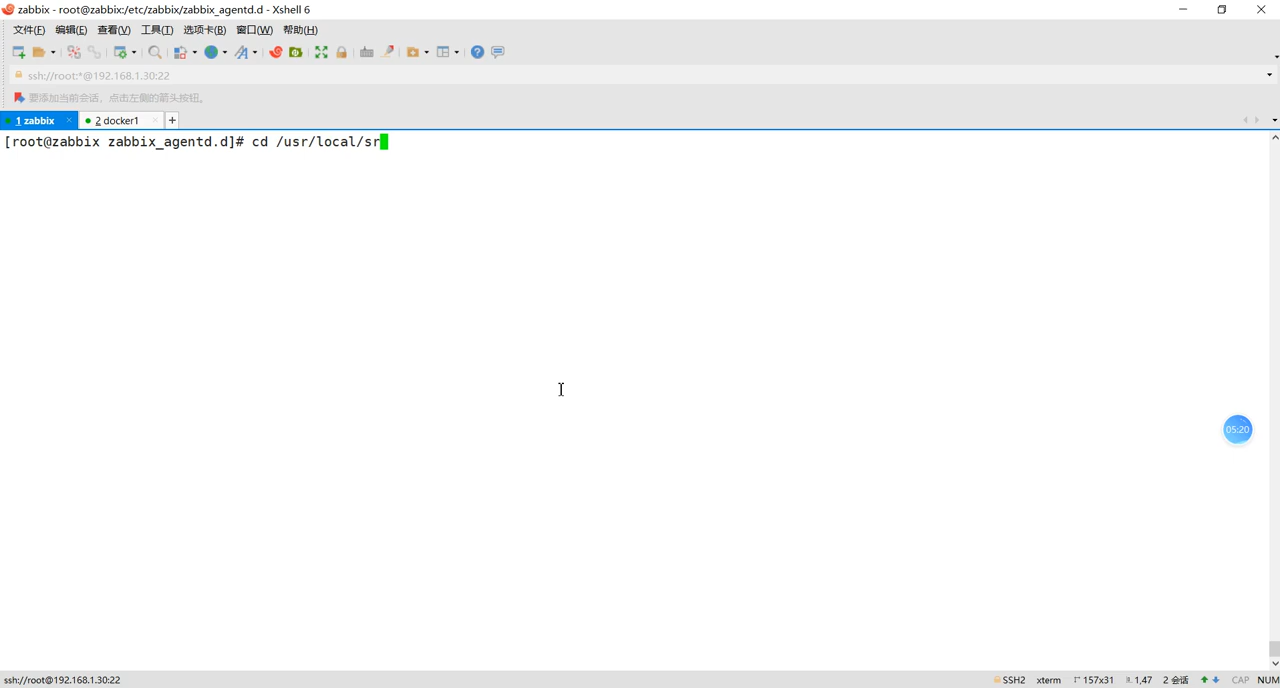 zabbix - root@zabbix:/etc/zabbix/zabbix_agentd.d - Xshell 6
文件(F) 编辑(E) 查看(V) 工具(T) 选项卡(B) 窗口(W) 帮助(H)
ssh://root:*@192.168.1.30:22
要添加当前会话，点击左侧的箭头按钮。
1 zabbix × 2 docker1 × +
[root@zabbix zabbix_agentd.d]# cd /usr/local/sr
05:20
ssh://root@192.168.1.30:22 SSH2 xterm 157x31 1,47 2 会话 CAP NUM